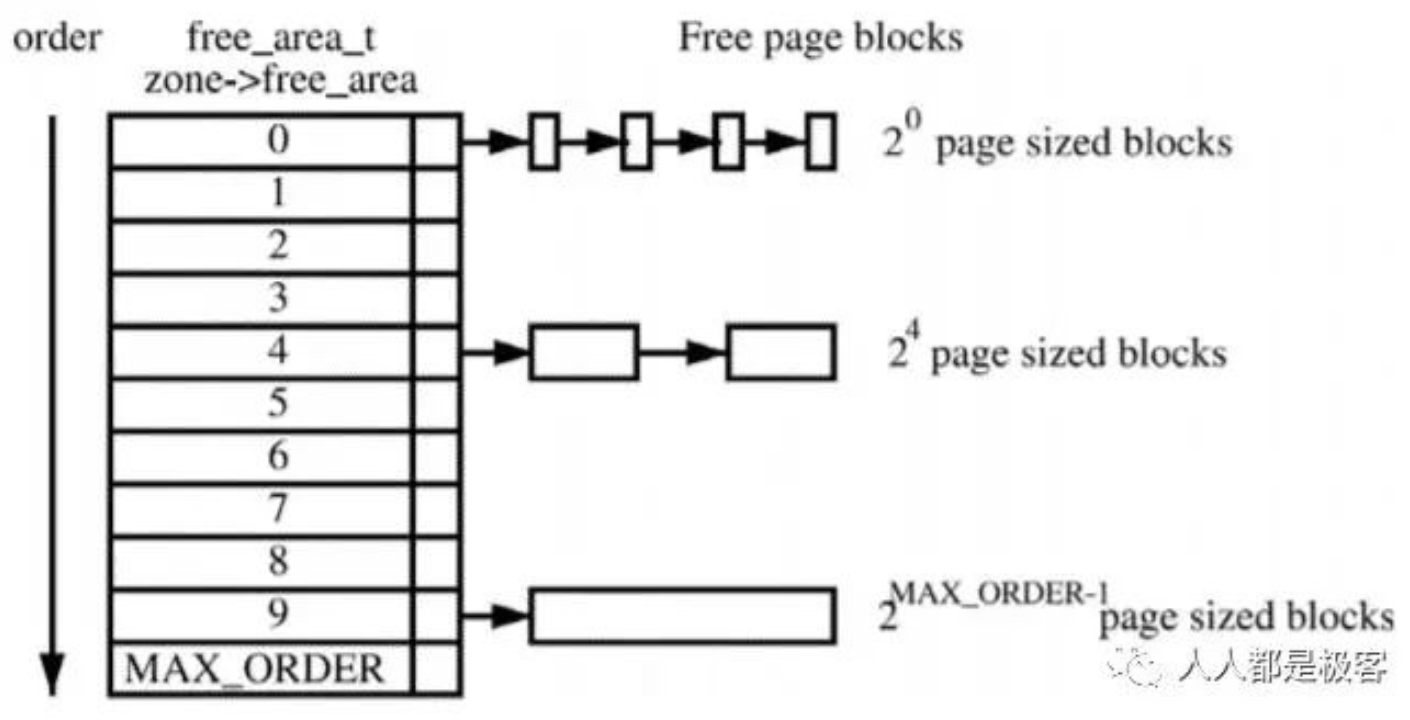 order
free_area_t
zone->free_area
Free page blocks
0
2^0 page sized blocks
1
2
3
4
2^4 page sized blocks
5
6
7
8
9
2^MAX_ORDER-1 page sized blocks
MAX_ORDER
人人都是极客